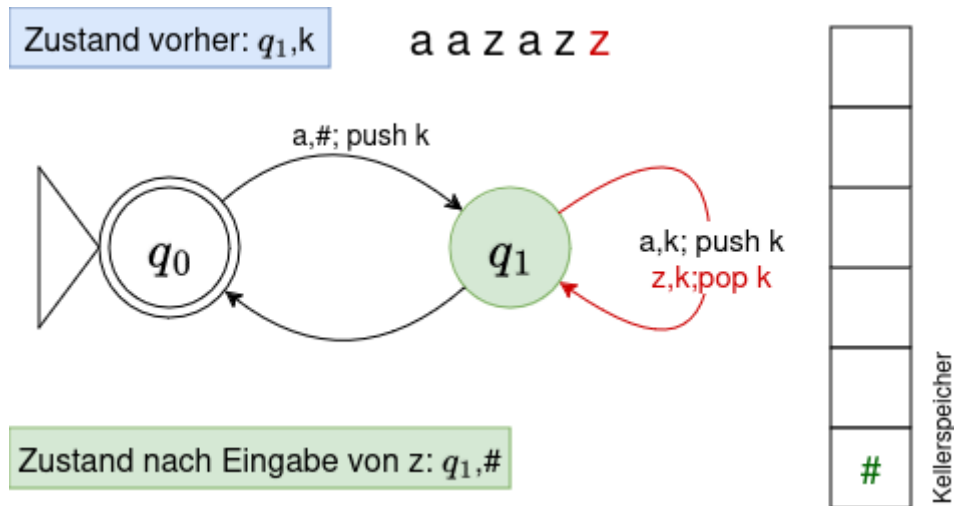 Zustand vorher: q₁,k
a a z a z z
a,#; push k
q₀
q₁
a,k; push k
z,k;pop k
Kellerspeicher
Zustand nach Eingabe von z: q₁,#
#